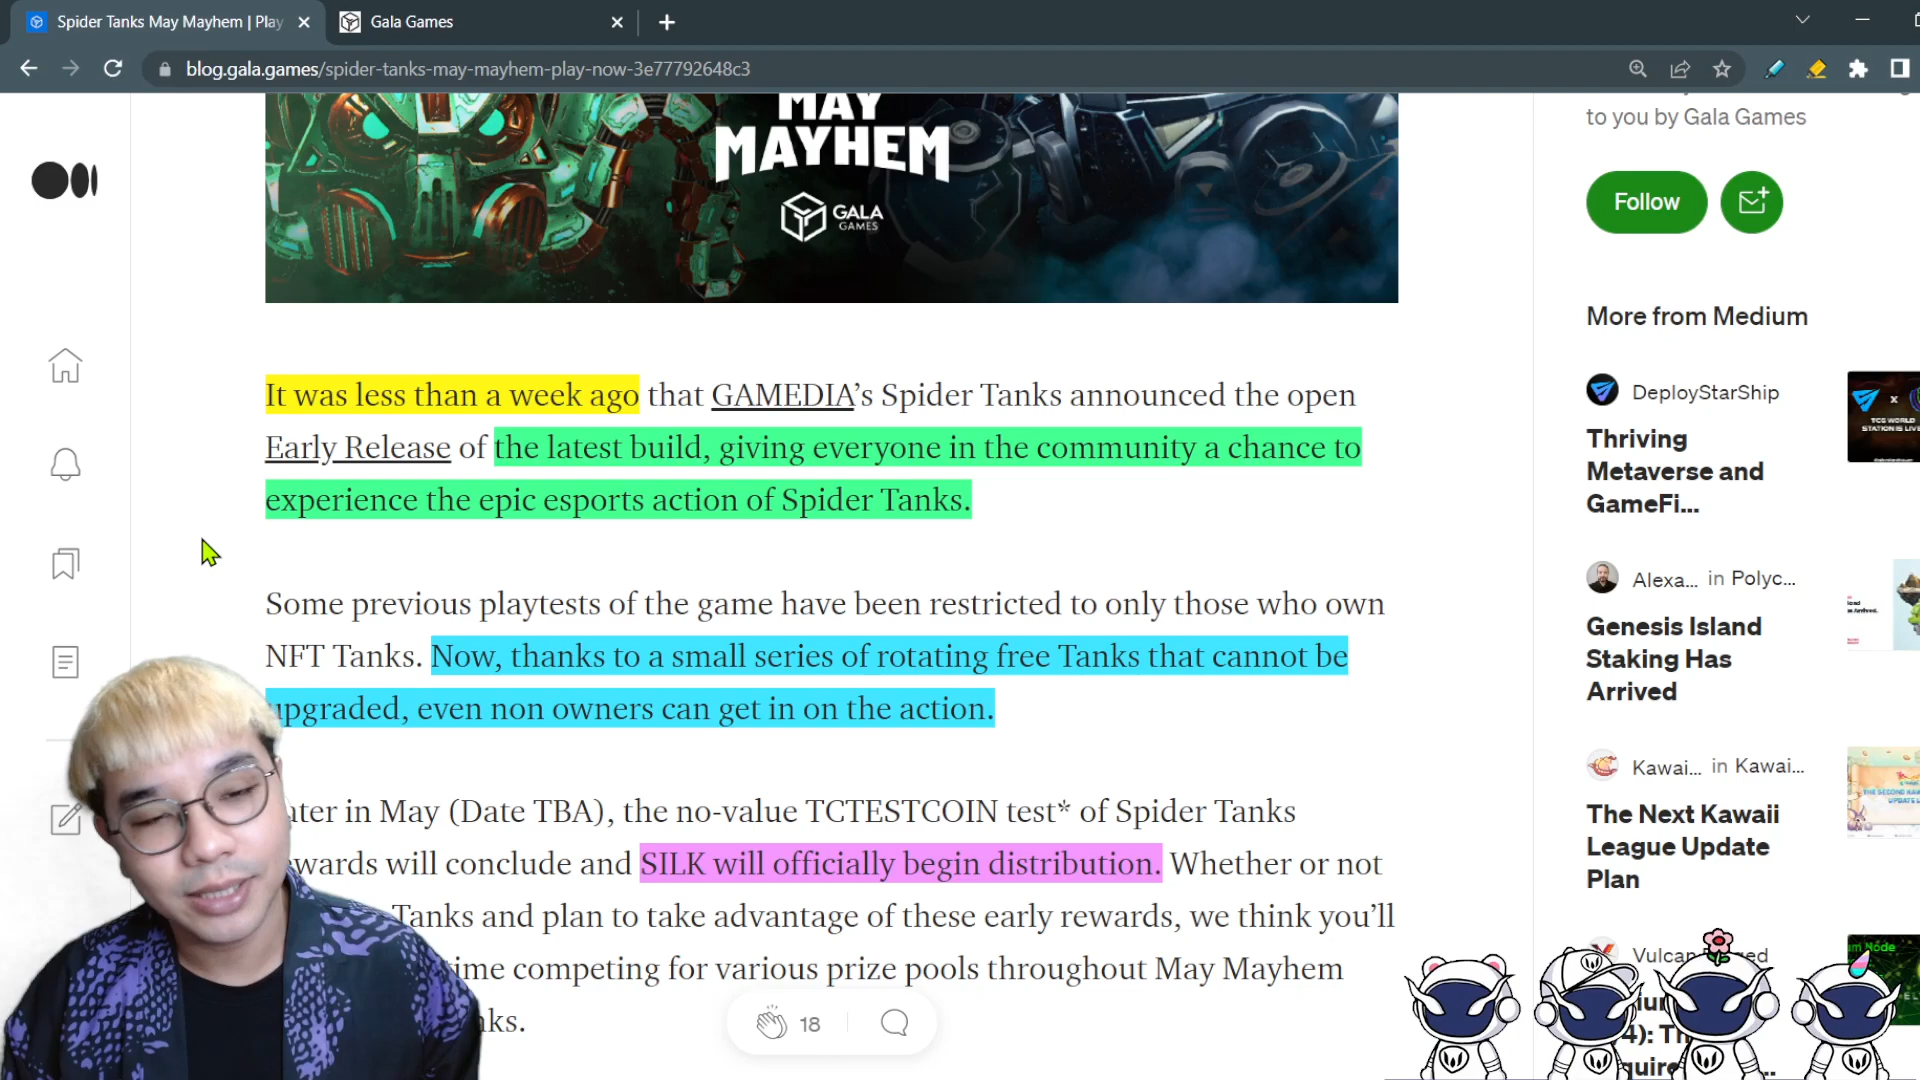 Spider Tanks May Mayhem | Play
Gala Games
blog.gala.games/spider-tanks-may-mayhem-play-now-3e77792648c3
MAY
MAYHEM
GALA
GAMES
It was less than a week ago that GAMEDIA's Spider Tanks announced the open
Early Release of the latest build, giving everyone in the community a chance to
experience the epic esports action of Spider Tanks.
Some previous playtests of the game have been restricted to only those who own
NFT Tanks. Now, thanks to a small series of rotating free Tanks that cannot be
upgraded, even non owners can get in on the action.
in May (Date TBA), the no-value TCTESTCOIN test* of Spider Tanks
will conclude and SILK will officially begin distribution. Whether or not
Tanks and plan to take advantage of these early rewards, we think you'll
competing for various prize pools throughout May Mayhem
18
to you by Gala Games
Follow
More from Medium
DeployStarShip
Thriving
Metaverse and
GameFi...
Alexa... in Polyc...
Genesis Island
Staking Has
Arrived
Kawai... in Kawai...
The Next Kawaii
League Update
Plan
Vulcan